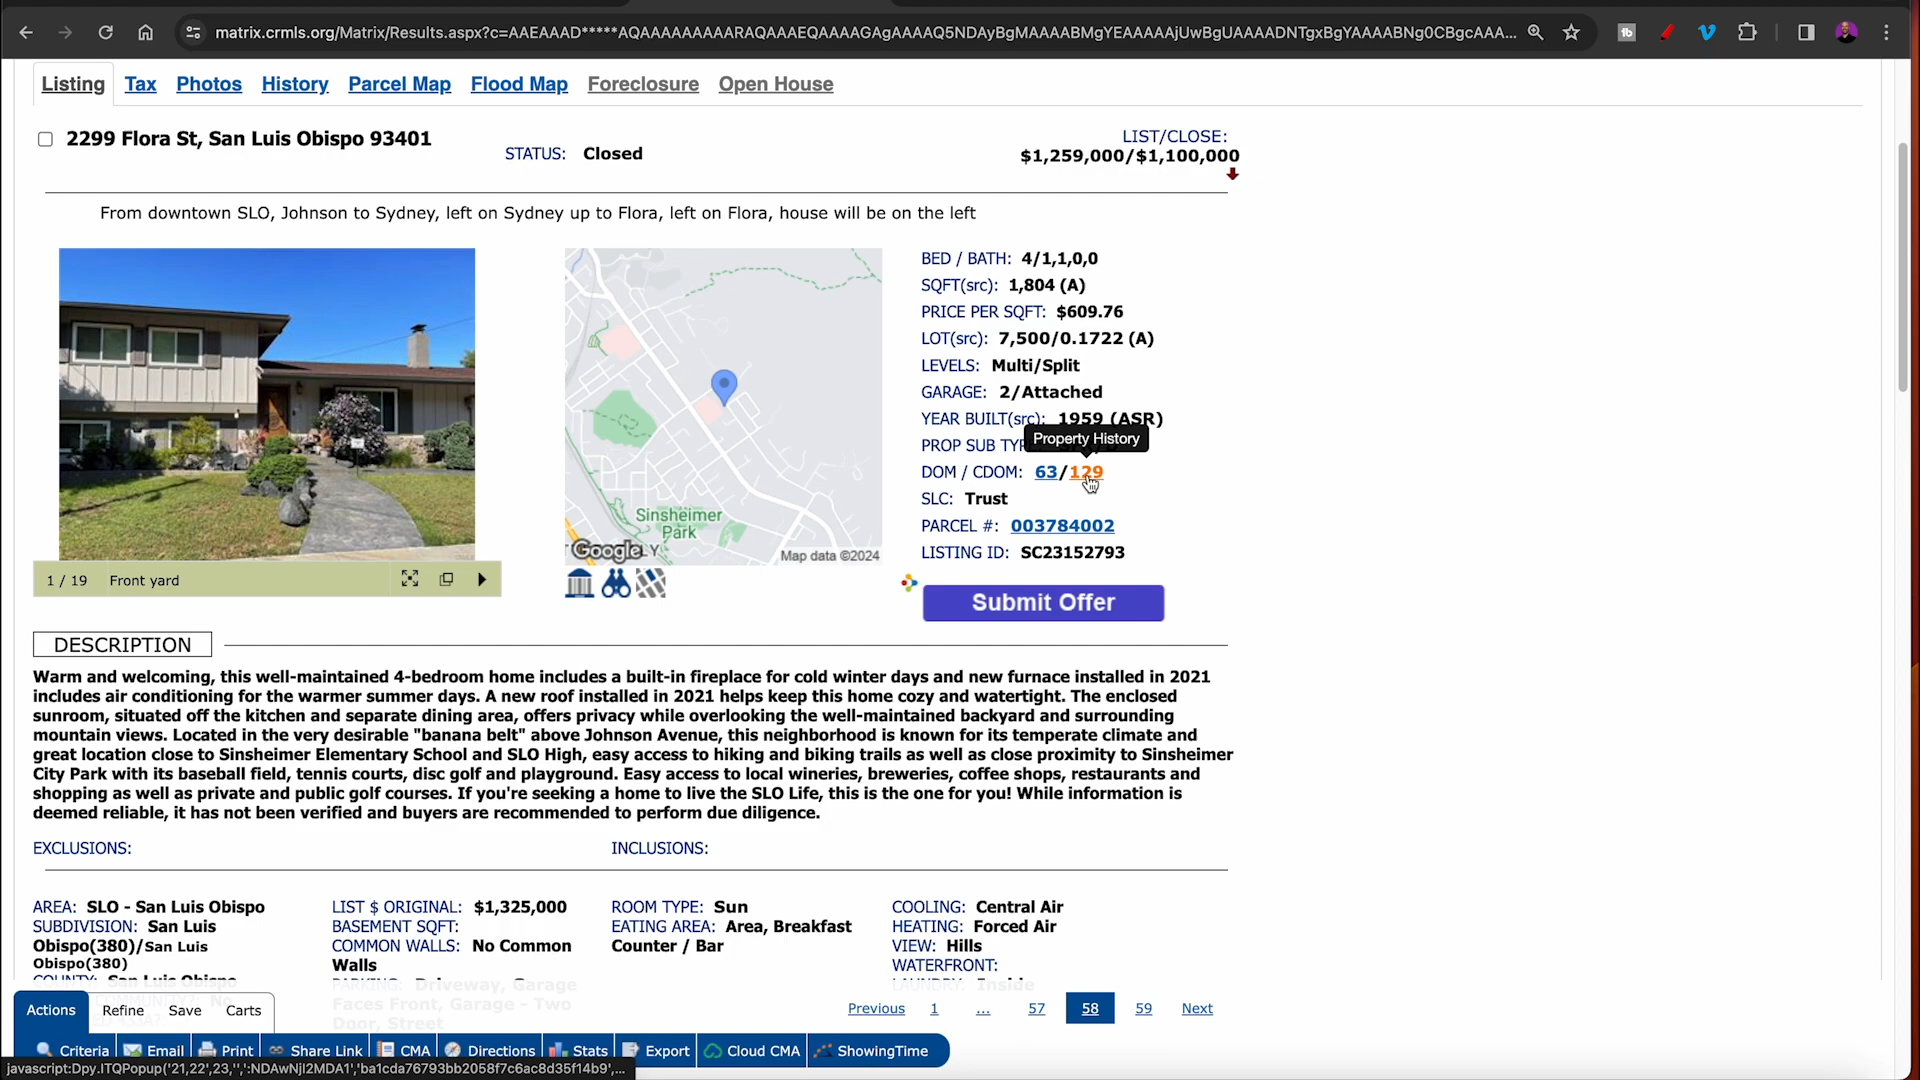 matrix.crmls.org/Matrix/Results.aspx?c=AAEAAAD*****AQAAAAAAAAARAQAAAEQAAAAGAgAAAAQ5NDAyBgMAAAABMgYEAAAAAjUwBgUAAAADNTgxBgYAAAABNg0CBgcAAA...
Listing Tax Photos History Parcel Map Flood Map Foreclosure Open House
2299 Flora St, San Luis Obispo 93401
STATUS: Closed
LIST/CLOSE:
$1,259,000/$1,100,000
From downtown SLO, Johnson to Sydney, left on Sydney up to Flora, left on Flora, house will be on the left
BED / BATH: 4/1,1,0,0
SQFT(src): 1,804 (A)
PRICE PER SQFT: $609.76
LOT(src): 7,500/0.1722 (A)
LEVELS: Multi/Split
GARAGE: 2/Attached
YEAR BUILT(src): 1959 (ASR)
PROP SUB TYP
Property History
DOM / CDOM: 63/129
SLC: Trust
PARCEL #: 003784002
LISTING ID: SC23152793
Sinsheimer
Park
Google
LY
Map data ©2024
1 / 19 Front yard
Submit Offer
DESCRIPTION
Warm and welcoming, this well-maintained 4-bedroom home includes a built-in fireplace for cold winter days and new furnace installed in 2021
includes air conditioning for the warmer summer days. A new roof installed in 2021 helps keep this home cozy and watertight. The enclosed
sunroom, situated off the kitchen and separate dining area, offers privacy while overlooking the well-maintained backyard and surrounding
mountain views. Located in the very desirable "banana belt" above Johnson Avenue, this neighborhood is known for its temperate climate and
great location close to Sinsheimer Elementary School and SLO High, easy access to hiking and biking trails as well as close proximity to Sinsheimer
City Park with its baseball field, tennis courts, disc golf and playground. Easy access to local wineries, breweries, coffee shops, restaurants and
shopping as well as private and public golf courses. If you're seeking a home to live the SLO Life, this is the one for you! While information is
deemed reliable, it has not been verified and buyers are recommended to perform due diligence.
EXCLUSIONS:
INCLUSIONS:
AREA: SLO - San Luis Obispo
SUBDIVISION: San Luis
Obispo(380)/San Luis
Obispo(380)
COUNTY: San Luis Obispo
COMMUNITY?: No
LIST $ ORIGINAL: $1,325,000
BASEMENT SQFT:
COMMON WALLS: No Common
Walls
PARKING: Driveway, Garage
Faces Front, Garage - Two
Door, Street
ROOM TYPE: Sun
EATING AREA: Area, Breakfast
Counter / Bar
COOLING: Central Air
HEATING: Forced Air
VIEW: Hills
WATERFRONT:
LAUNDRY: Inside
Actions Refine Save Carts
Previous 1 ... 57 58 59 Next
Criteria Email Print Share Link CMA Directions Stats Export Cloud CMA ShowingTime